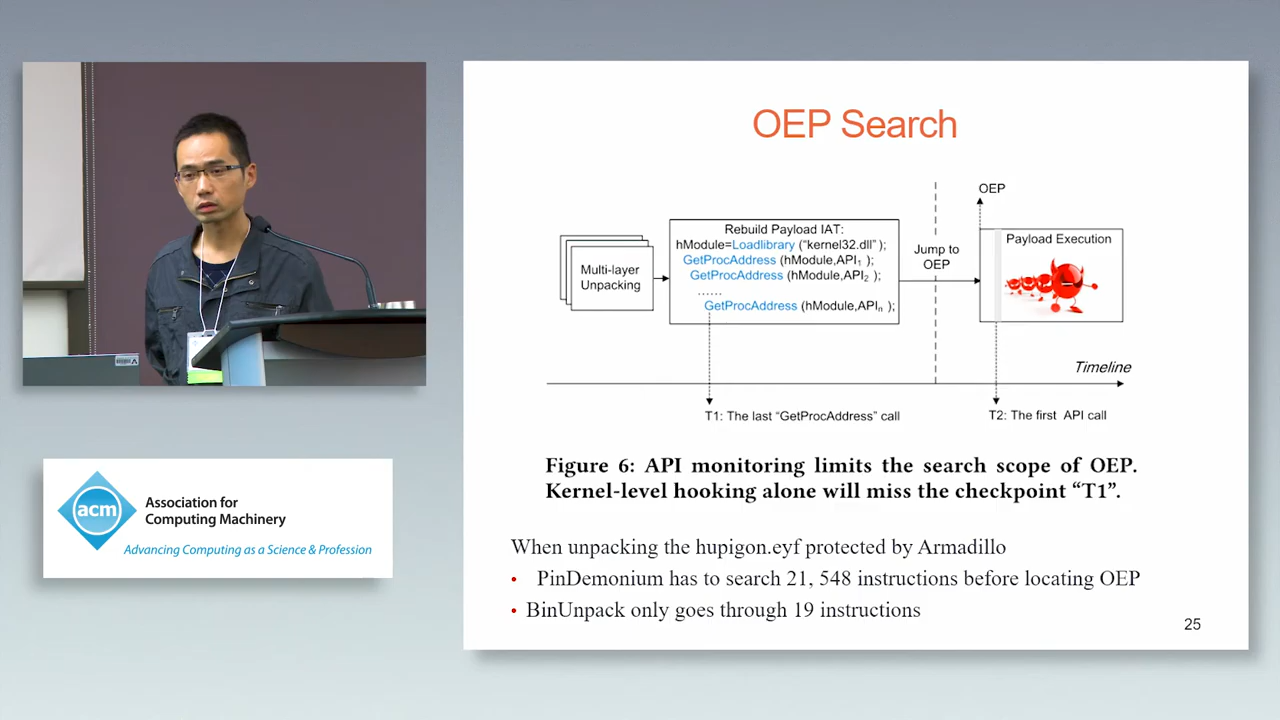 OEP Search
OEP
Multi-layer
Unpacking
Rebuild Payload IAT:
hModule=Loadlibrary (“kernel32.dll” );
GetProcAddress (hModule,API1 );
GetProcAddress (hModule,API2 );
......
GetProcAddress (hModule,APIn );
Jump to
OEP
Payload Execution
Timeline
T1: The last “GetProcAddress” call
T2: The first API call
Figure 6: API monitoring limits the search scope of OEP.
Kernel-level hooking alone will miss the checkpoint “T1”.
When unpacking the hupigon.eyf protected by Armadillo
• PinDemonium has to search 21, 548 instructions before locating OEP
• BinUnpack only goes through 19 instructions
25
acm
Association for
Computing Machinery
Advancing Computing as a Science & Profession